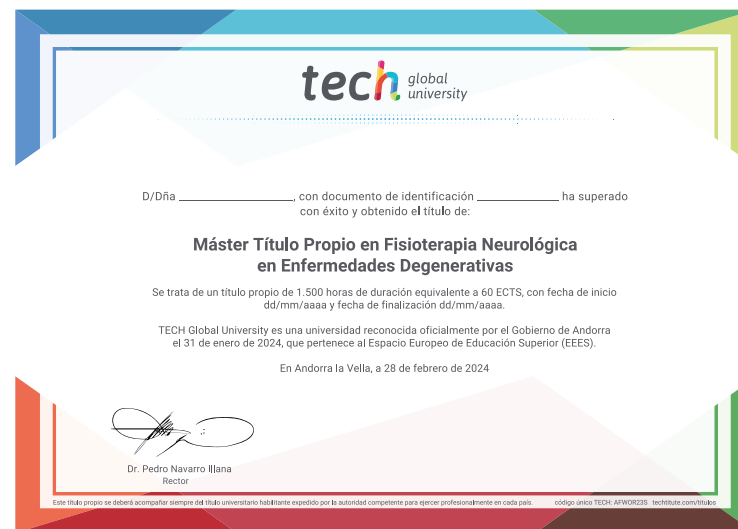 tech global
university
D/Dña ____________, con documento de identificación ____________ ha superado
con éxito y obtenido el título de:
Máster Título Propio en Fisioterapia Neurológica
en Enfermedades Degenerativas
Se trata de un título propio de 1.500 horas de duración equivalente a 60 ECTS, con fecha de inicio
dd/mm/aaaa y fecha de finalización dd/mm/aaaa.
TECH Global University es una universidad reconocida oficialmente por el Gobierno de Andorra
el 31 de enero de 2024, que pertenece al Espacio Europeo de Educación Superior (EEES).
En Andorra la Vella, a 28 de febrero de 2024
Dr. Pedro Navarro Illana
Rector
Este título propio se deberá acompañar siempre del título universitario habilitante expedido por la autoridad competente para ejercer profesionalmente en cada país. código único TECH: AFWOR23S techtitute.com/titulos